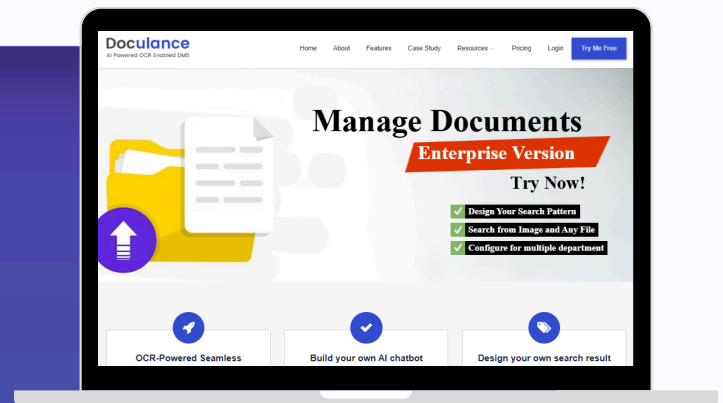 Doculance
AI Powered OCR Enabled DMS
Home About Features Case Study Resources Pricing Login Try Me Free
Manage Documents
Enterprise Version
Try Now!
Design Your Search Pattern
Search from Image and Any File
Configure for multiple department
OCR-Powered Seamless
Build your own AI chatbot
Design your own search result